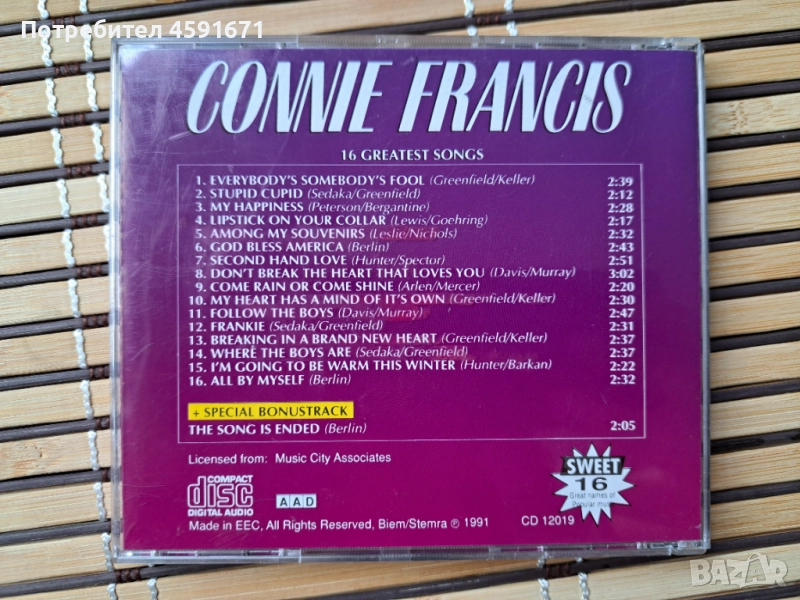 Потребител 4591671
CONNIE FRANCIS
16 GREATEST SONGS
1. EVERYBODY'S SOMEBODY'S FOOL (Greenfield/Keller) 2:39
2. STUPID CUPID (Sedaka/Greenfield) 2:12
3. MY HAPPINESS (Peterson/Bergantine) 2:28
4. LIPSTICK ON YOUR COLLAR (Lewis/Goehring) 2:17
5. AMONG MY SOUVENIRS (Leslie/Nichols) 2:32
6. GOD BLESS AMERICA (Berlin) 2:43
7. SECOND HAND LOVE (Hunter/Spector) 2:51
8. DON'T BREAK THE HEART THAT LOVES YOU (Davis/Murray) 3:02
9. COME RAIN OR COME SHINE (Arlen/Mercer) 2:20
10. MY HEART HAS A MIND OF IT'S OWN (Greenfield/Keller) 2:30
11. FOLLOW THE BOYS (Davis/Murray) 2:47
12. FRANKIE (Sedaka/Greenfield) 2:31
13. BREAKING IN A BRAND NEW HEART (Greenfield/Keller) 2:37
14. WHERE THE BOYS ARE (Sedaka/Greenfield) 2:37
15. I'M GOING TO BE WARM THIS WINTER (Hunter/Barkan) 2:22
16. ALL BY MYSELF (Berlin) 2:32
+ SPECIAL BONUSTRACK
THE SONG IS ENDED (Berlin) 2:05
Licensed from: Music City Associates
SWEET
16
Great names of
Popular music
COMPACT
disc
DIGITAL AUDIO
AAD
Made in EEC, All Rights Reserved, Biem/Stemra ℗ 1991 CD 12019
BAZAR